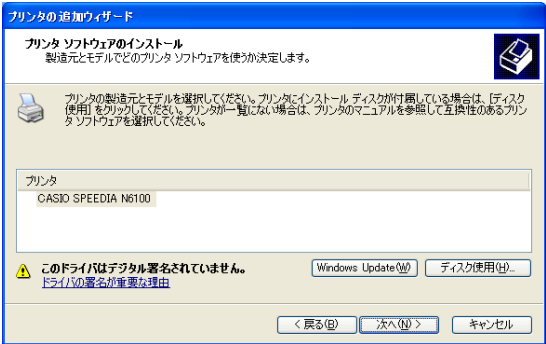 プリンタの追加ウィザード
プリンタ ソフトウェアのインストール
製造元とモデルでどのプリンタ ソフトウェアを使うか決定します。
プリンタの製造元とモデルを選択してください。プリンタにインストール ディスクが付属している場合は、[ディスク
使用] をクリックしてください。プリンタが一覧にない場合は、プリンタのマニュアルを参照して互換性のあるプリン
タ ソフトウェアを選択してください。
プリンタ
CASIO SPEEDIA N6100
このドライバはデジタル署名されていません。
ドライバの署名が重要な理由
Windows Update(W)
ディスク使用(H)...
< 戻る(B)
次へ(N) >
キャンセル